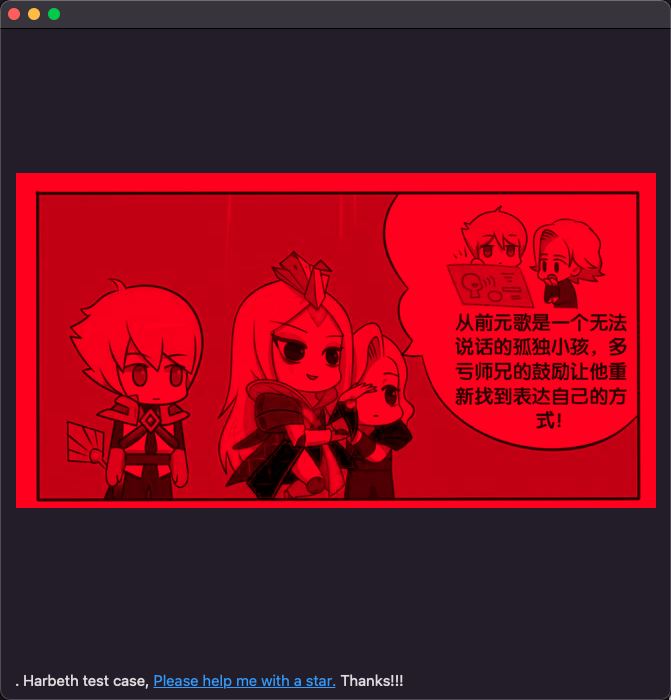 从前元歌是一个无法
说话的孤独小孩，多
亏师兄的鼓励让他重
新找到表达自己的方
式！
. Harbeth test case, Please help me with a star. Thanks!!!